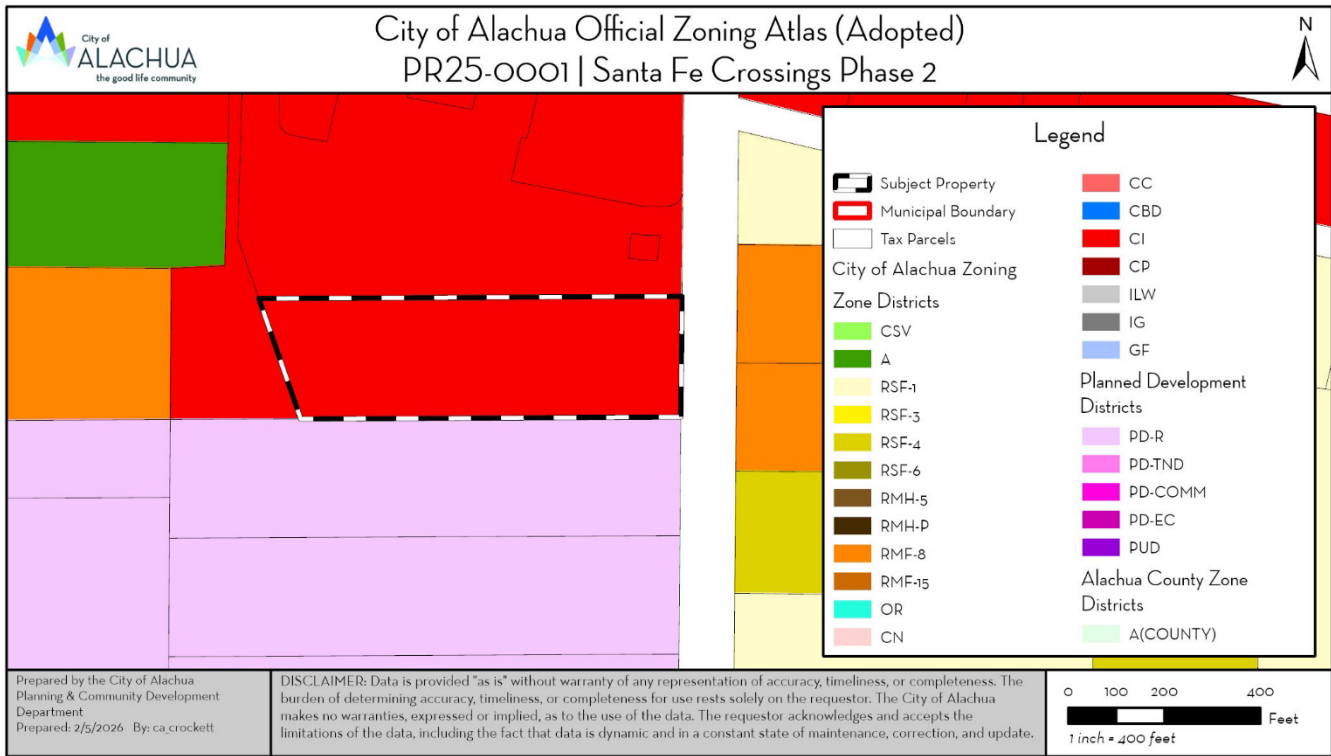 City of
ALACHUA
the good life community
City of Alachua Official Zoning Atlas (Adopted)
PR25-0001 | Santa Fe Crossings Phase 2
N
Legend
Subject Property
Municipal Boundary
Tax Parcels
City of Alachua Zoning
Zone Districts
CSV
A
RSF-1
RSF-3
RSF-4
RSF-6
RMH-5
RMH-P
RMF-8
RMF-15
OR
CN
CC
CBD
CI
CP
ILW
IG
GF
Planned Development
Districts
PD-R
PD-TND
PD-COMM
PD-EC
PUD
Alachua County Zone
Districts
A(COUNTY)
Prepared by the City of Alachua
Planning & Community Development
Department
Prepared: 2/5/2026 By: ca_crockett
DISCLAIMER: Data is provided "as is" without warranty of any representation of accuracy, timeliness, or completeness. The
burden of determining accuracy, timeliness, or completeness for use rests solely on the requestor. The City of Alachua
makes no warranties, expressed or implied, as to the use of the data. The requestor acknowledges and accepts the
limitations of the data, including the fact that data is dynamic and in a constant state of maintenance, correction, and update.
0 100 200 400
Feet
1 inch = 400 feet